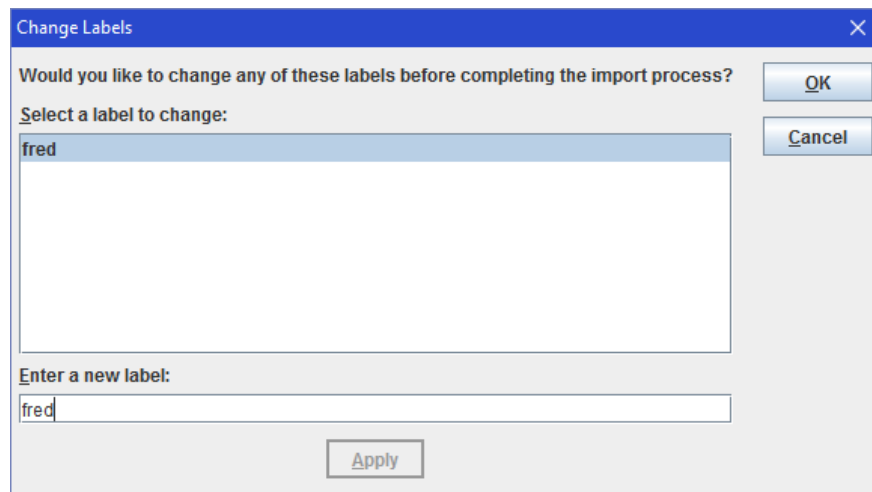 Change Labels
Would you like to change any of these labels before completing the import process?
OK
Select a label to change:
Cancel
fred
Enter a new label:
fred
Apply